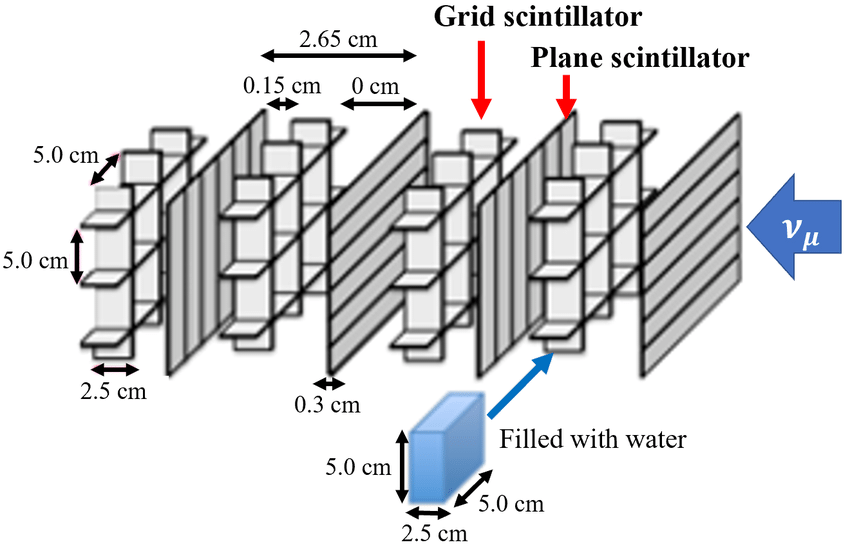 Grid scintillator
2.65 cm
Plane scintillator
0.15 cm
0 cm
5.0 cm
νμ
5.0 cm
2.5 cm
0.3 cm
Filled with water
5.0 cm
5.0 cm
2.5 cm